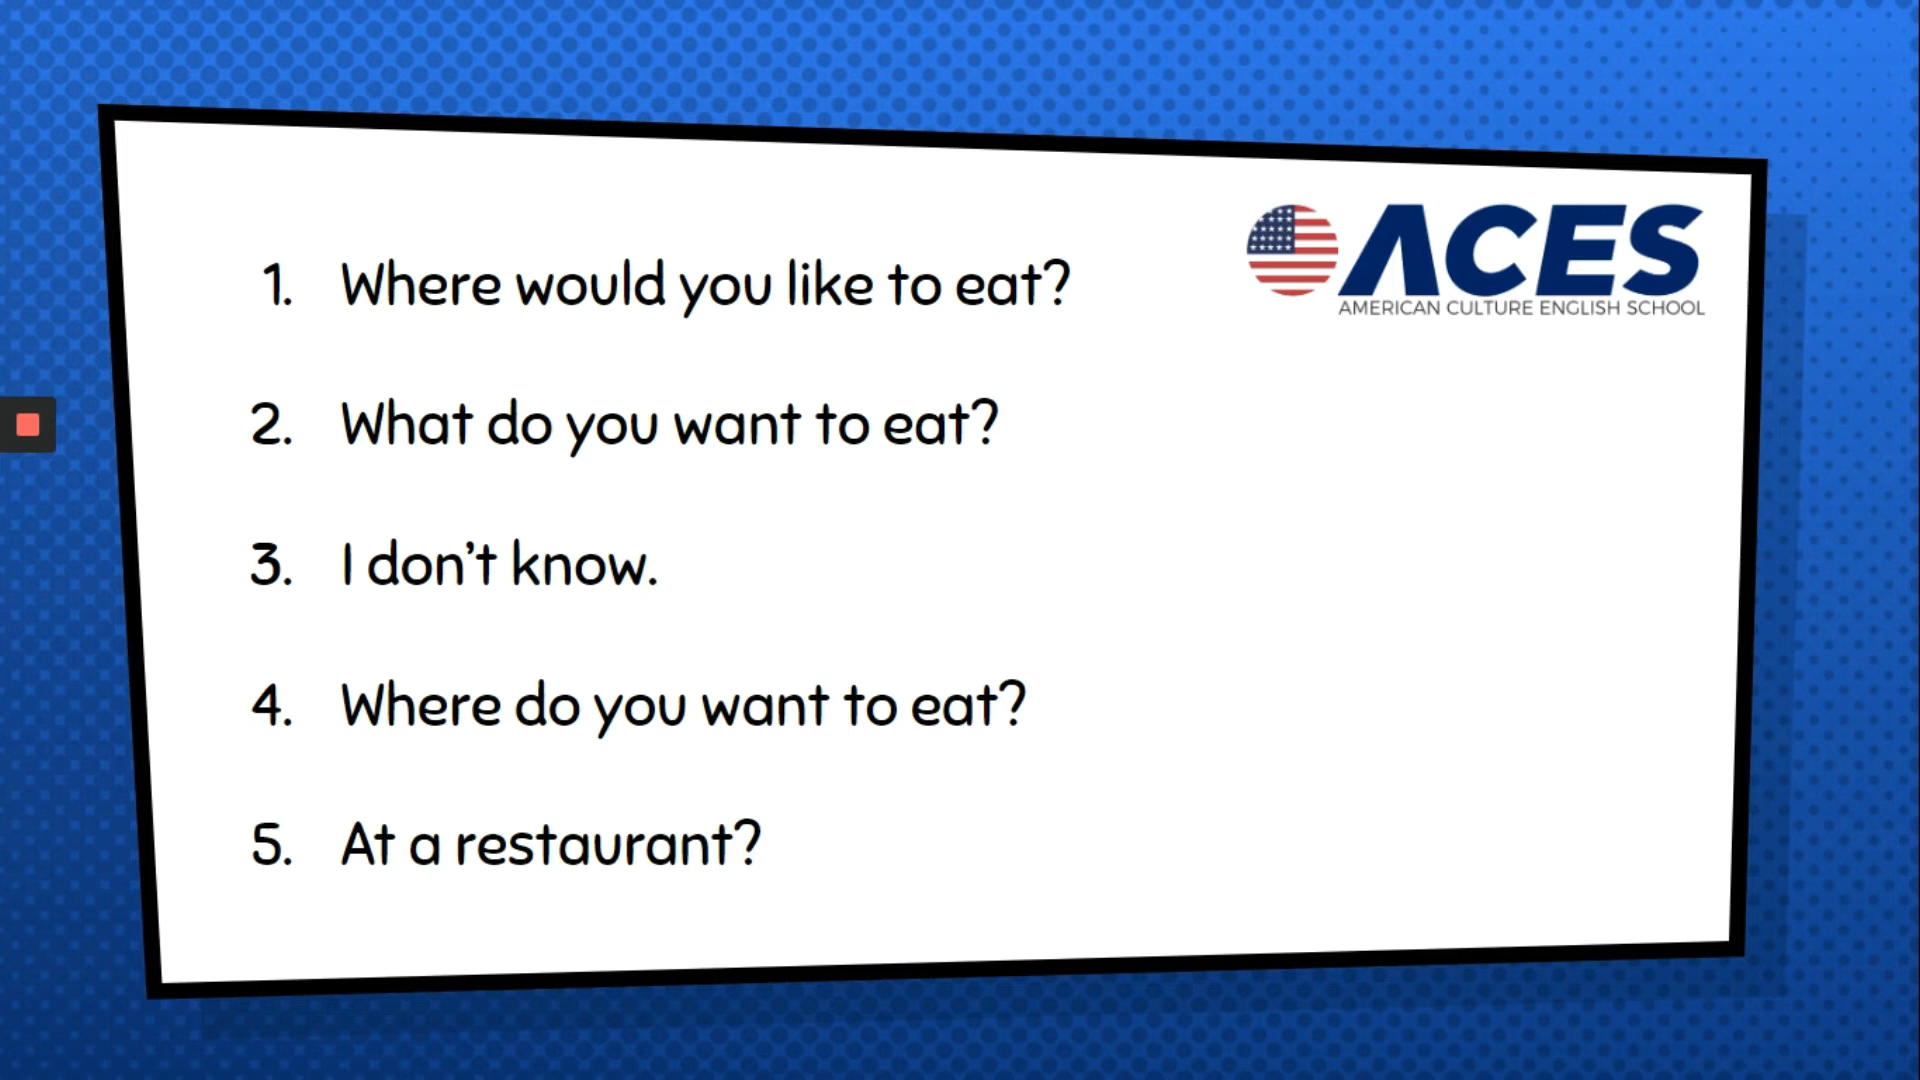 ACES
AMERICAN CULTURE ENGLISH SCHOOL
1. Where would you like to eat?
2. What do you want to eat?
3. I don’t know.
4. Where do you want to eat?
5. At a restaurant?